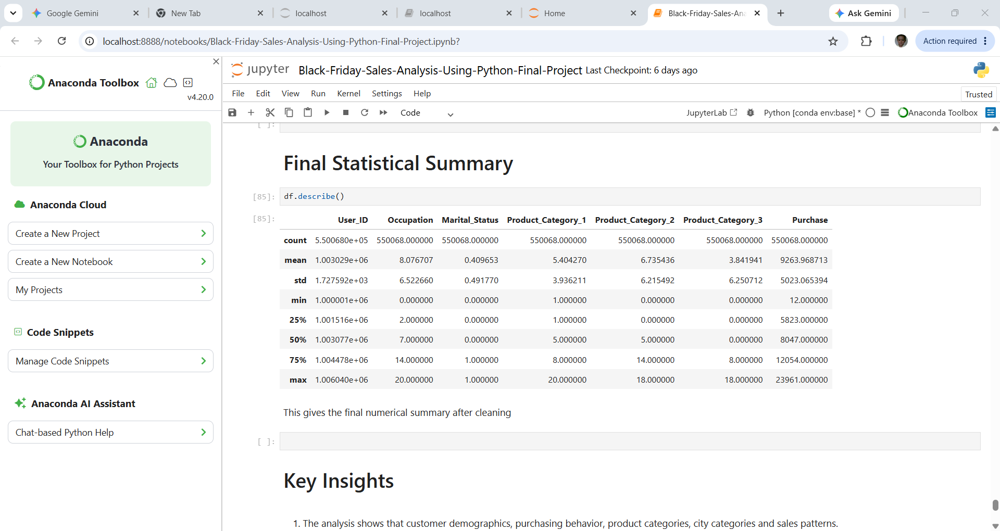 Google Gemini
New Tab
localhost
localhost
Home
Black-Friday-Sales-Ana
Ask Gemini
localhost:8888/notebooks/Black-Friday-Sales-Analysis-Using-Python-Final-Project.ipynb?
Action required
Anaconda Toolbox
v4.20.0
Anaconda
Your Toolbox for Python Projects
Anaconda Cloud
Create a New Project
Create a New Notebook
My Projects
Code Snippets
Manage Code Snippets
Anaconda AI Assistant
Chat-based Python Help
jupyter Black-Friday-Sales-Analysis-Using-Python-Final-Project Last Checkpoint: 6 days ago
File Edit View Run Kernel Settings Help
Trusted
Code
JupyterLab
Python [conda env:base] *
Anaconda Toolbox
[ ]:
Final Statistical Summary
[85]: df.describe()
[85]: User_ID Occupation Marital_Status Product_Category_1 Product_Category_2 Product_Category_3 Purchase
count 5.500680e+05 550068.000000 550068.000000 550068.000000 550068.000000 550068.000000 550068.000000
mean 1.003029e+06 8.076707 0.409653 5.404270 6.735436 3.841941 9263.968713
std 1.727592e+03 6.522660 0.491770 3.936211 6.215492 6.250712 5023.065394
min 1.000001e+06 0.000000 0.000000 1.000000 0.000000 0.000000 12.000000
25% 1.001516e+06 2.000000 0.000000 1.000000 0.000000 0.000000 5823.000000
50% 1.003077e+06 7.000000 0.000000 5.000000 5.000000 0.000000 8047.000000
75% 1.004478e+06 14.000000 1.000000 8.000000 14.000000 8.000000 12054.000000
max 1.006040e+06 20.000000 1.000000 20.000000 18.000000 18.000000 23961.000000
This gives the final numerical summary after cleaning
[ ]:
Key Insights
1. The analysis shows that customer demographics, purchasing behavior, product categories, city categories and sales patterns.